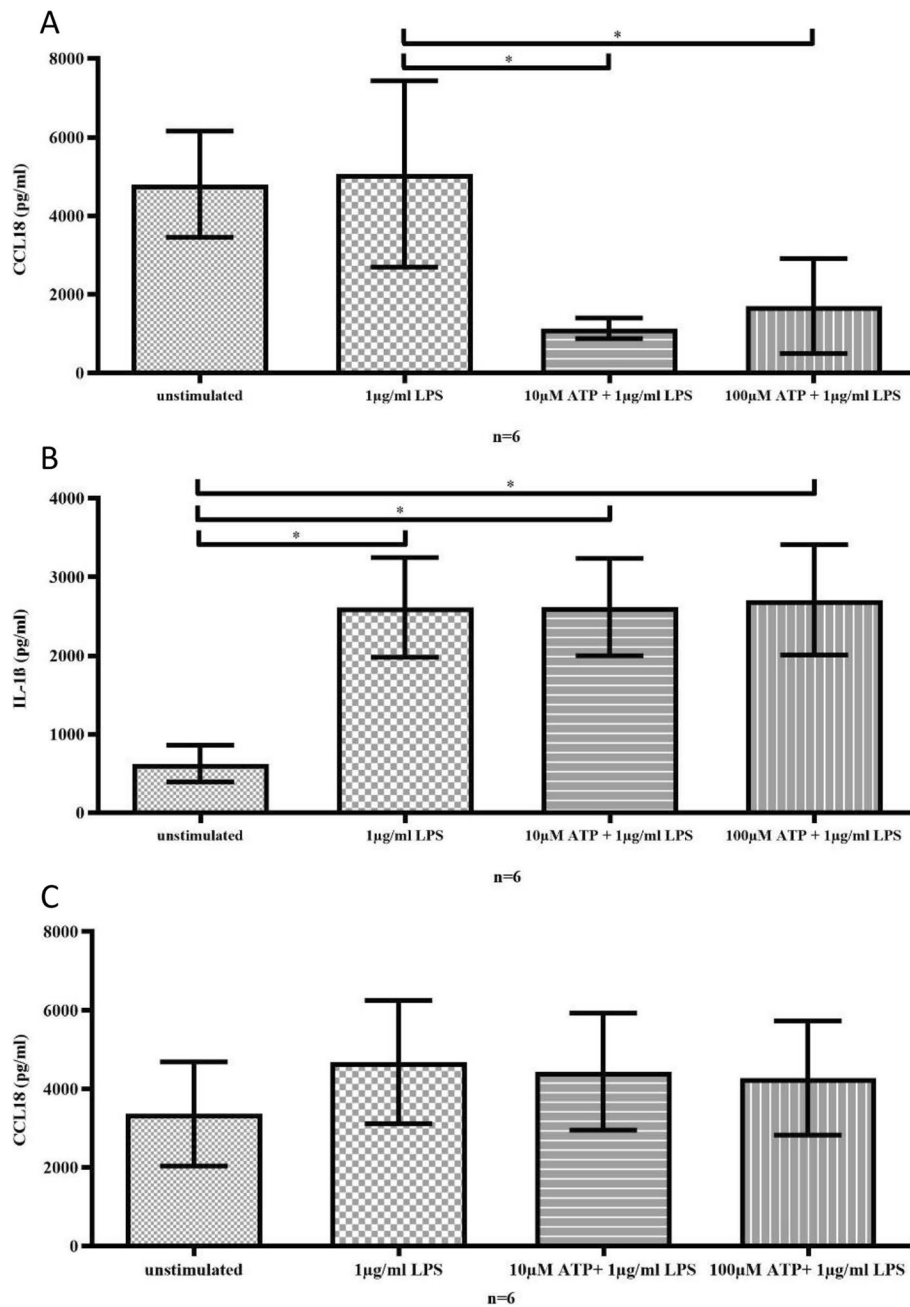 A
*
*
8000
6000
4000
2000
0
CCL18 (pg/ml)
unstimulated 1µg/ml LPS 10µM ATP + 1µg/ml LPS 100µM ATP + 1µg/ml LPS
n=6
B
*
*
*
4000
3000
2000
1000
0
IL-1ß (pg/ml)
unstimulated 1µg/ml LPS 10µM ATP + 1µg/ml LPS 100µM ATP + 1µg/ml LPS
n=6
C
8000
6000
4000
2000
0
CCL18 (pg/ml)
unstimulated 1µg/ml LPS 10µM ATP+ 1µg/ml LPS 100µM ATP+ 1µg/ml LPS
n=6